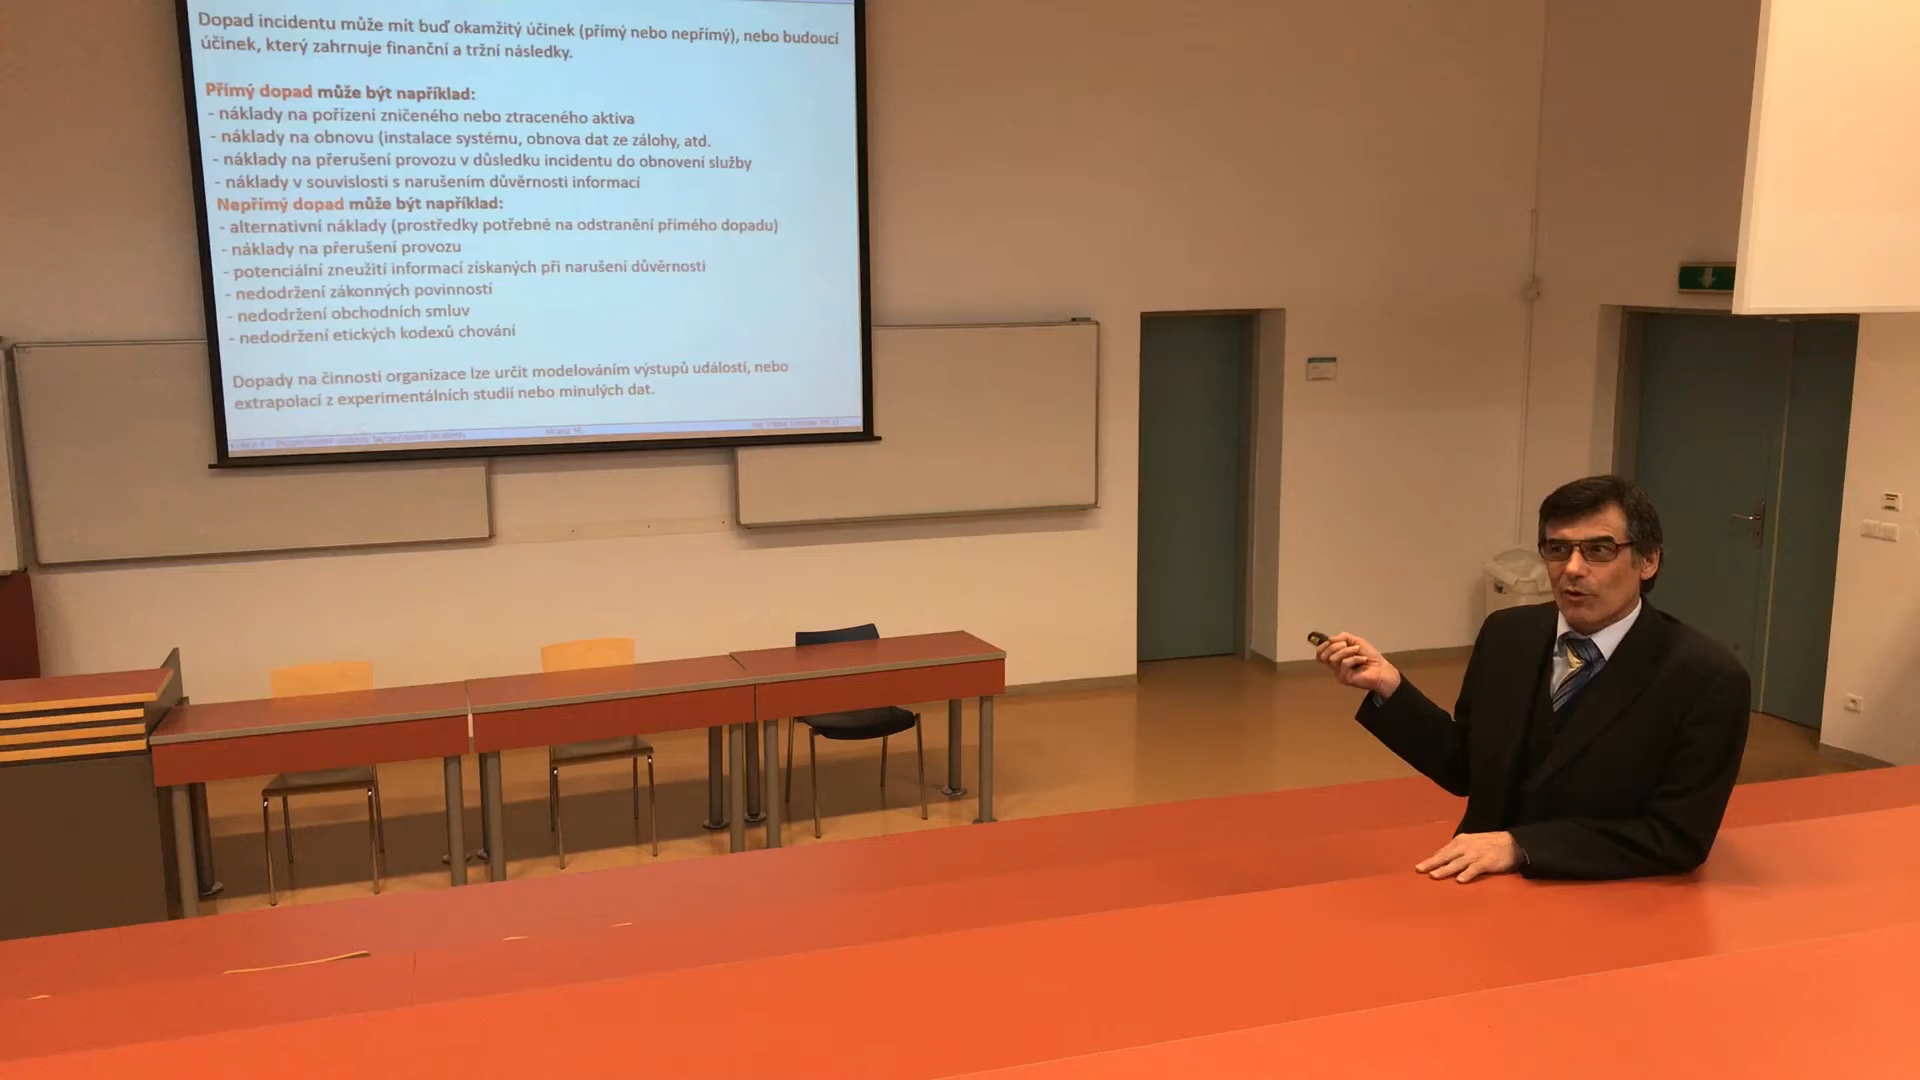 Dopad incidentu může mít buď okamžitý účinek (přímý nebo nepřímý), nebo budoucí
účinek, který zahrnuje finanční a tržní následky.
Přímý dopad může být například:
- náklady na pořízení zničeného nebo ztraceného aktiva
- náklady na obnovu (instalace systému, obnova dat ze zálohy, atd.
- náklady na přerušení provozu v důsledku incidentu do obnovení služby
- náklady v souvislosti s narušením důvěrnosti informací
Nepřímý dopad může být například:
- alternativní náklady (prostředky potřebné na odstranění přímého dopadu)
- náklady na přerušení provozu
- potenciální zneužití informací získaných při narušení důvěrnosti
- nedodržení zákonných povinností
- nedodržení obchodních smluv
- nedodržení etických kodexů chování
Dopady na činnosti organizace lze určit modelováním výstupů událostí, nebo
extrapolací z experimentálních studií nebo minulých dat.